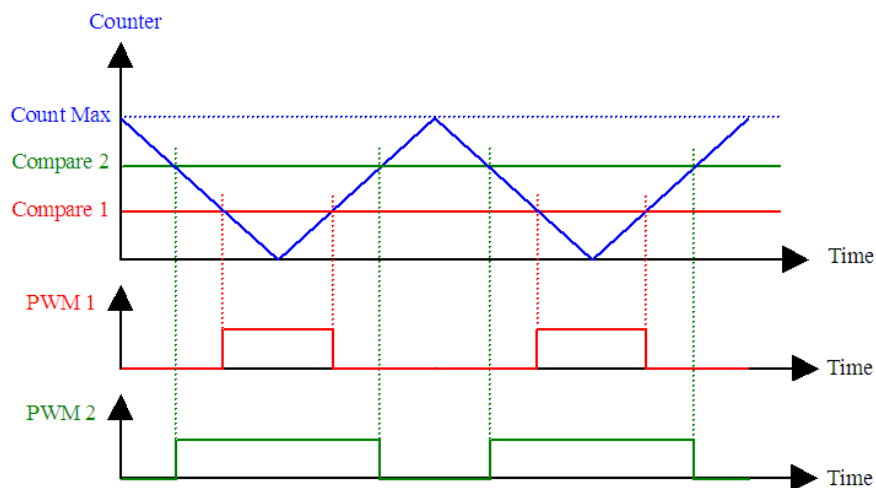 Counter
Count Max
Compare 2
Compare 1
Time
PWM 1
Time
PWM 2
Time